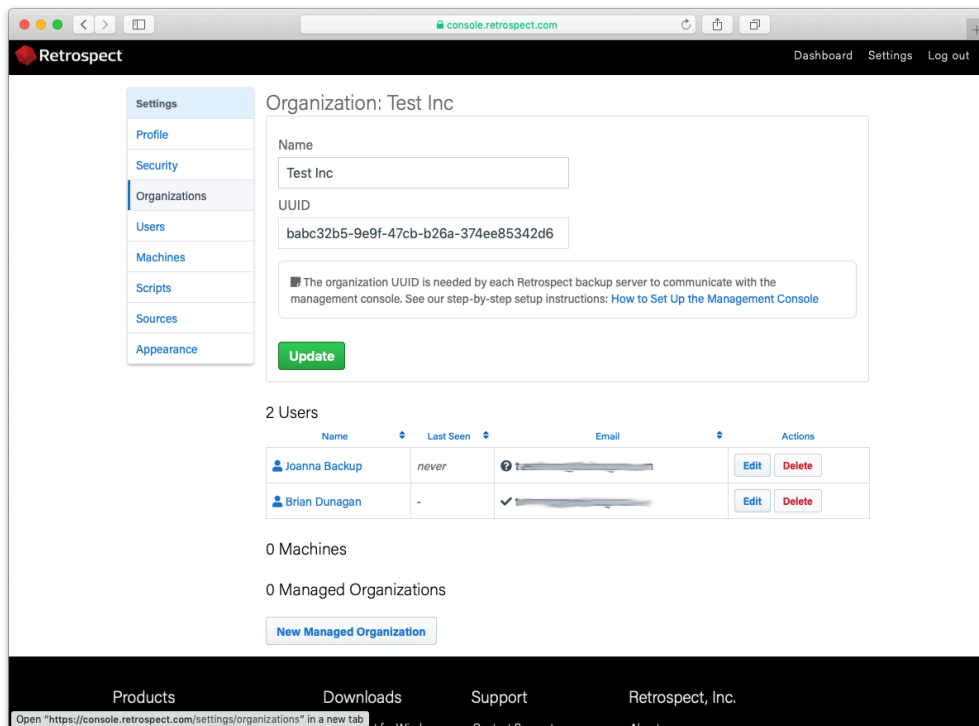 console.retrospect.com
Retrospect
Dashboard Settings Log out
Settings
Profile
Security
Organizations
Users
Machines
Scripts
Sources
Appearance
Organization: Test Inc
Name
Test Inc
UUID
babc32b5-9e9f-47cb-b26a-374ee85342d6
The organization UUID is needed by each Retrospect backup server to communicate with the
management console. See our step-by-step setup instructions: How to Set Up the Management Console
Update
2 Users
Name Last Seen Email Actions
Joanna Backup never Edit Delete
Brian Dunagan - Edit Delete
0 Machines
0 Managed Organizations
New Managed Organization
Products Downloads Support Retrospect, Inc.
Open "https://console.retrospect.com/settings/organizations" in a new tab